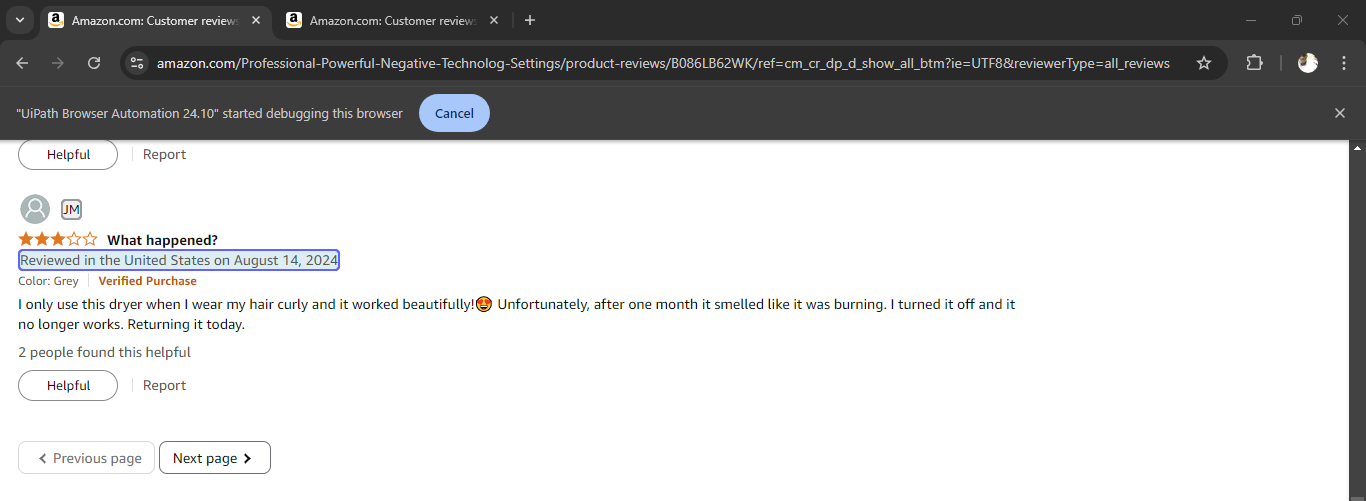 Amazon.com: Customer reviews
Amazon.com: Customer reviews
amazon.com/Professional-Powerful-Negative-Technolog-Settings/product-reviews/B086LB62WK/ref=cm_cr_dp_d_show_all_btm?ie=UTF8&reviewerType=all_reviews
"UiPath Browser Automation 24.10" started debugging this browser
Cancel
Helpful
Report
JM
What happened?
Reviewed in the United States on August 14, 2024
Color: Grey
Verified Purchase
I only use this dryer when I wear my hair curly and it worked beautifully!🤩 Unfortunately, after one month it smelled like it was burning. I turned it off and it
no longer works. Returning it today.
2 people found this helpful
Helpful
Report
Previous page
Next page